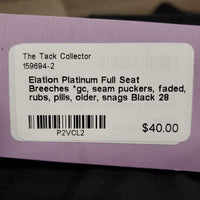 The Tack Collector
159694-2
Elation Platinum Full Seat
Breeches *gc, seam puckers, faded,
rubs, pills, older, snags Black 28
P2VCL2
$40.00